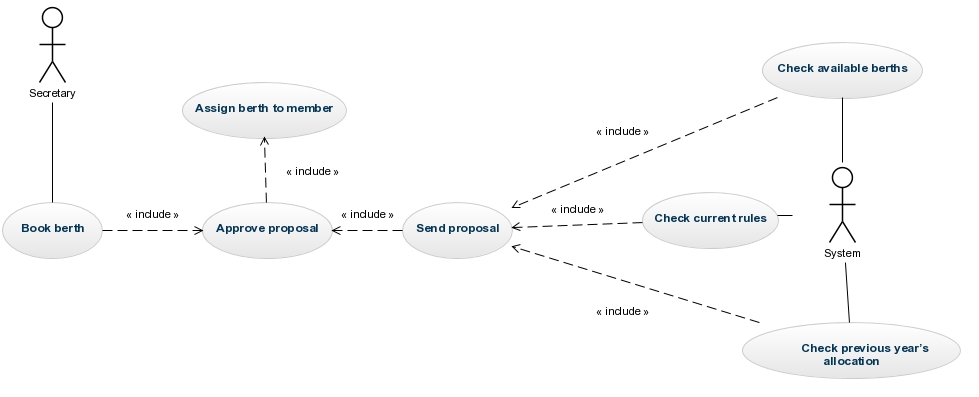 Secretary
Check available berths
Assign berth to member
« include »
« include »
« include »
« include »
« include »
Book berth
Approve proposal
Send proposal
Check current rules
System
« include »
Check previous year's
allocation